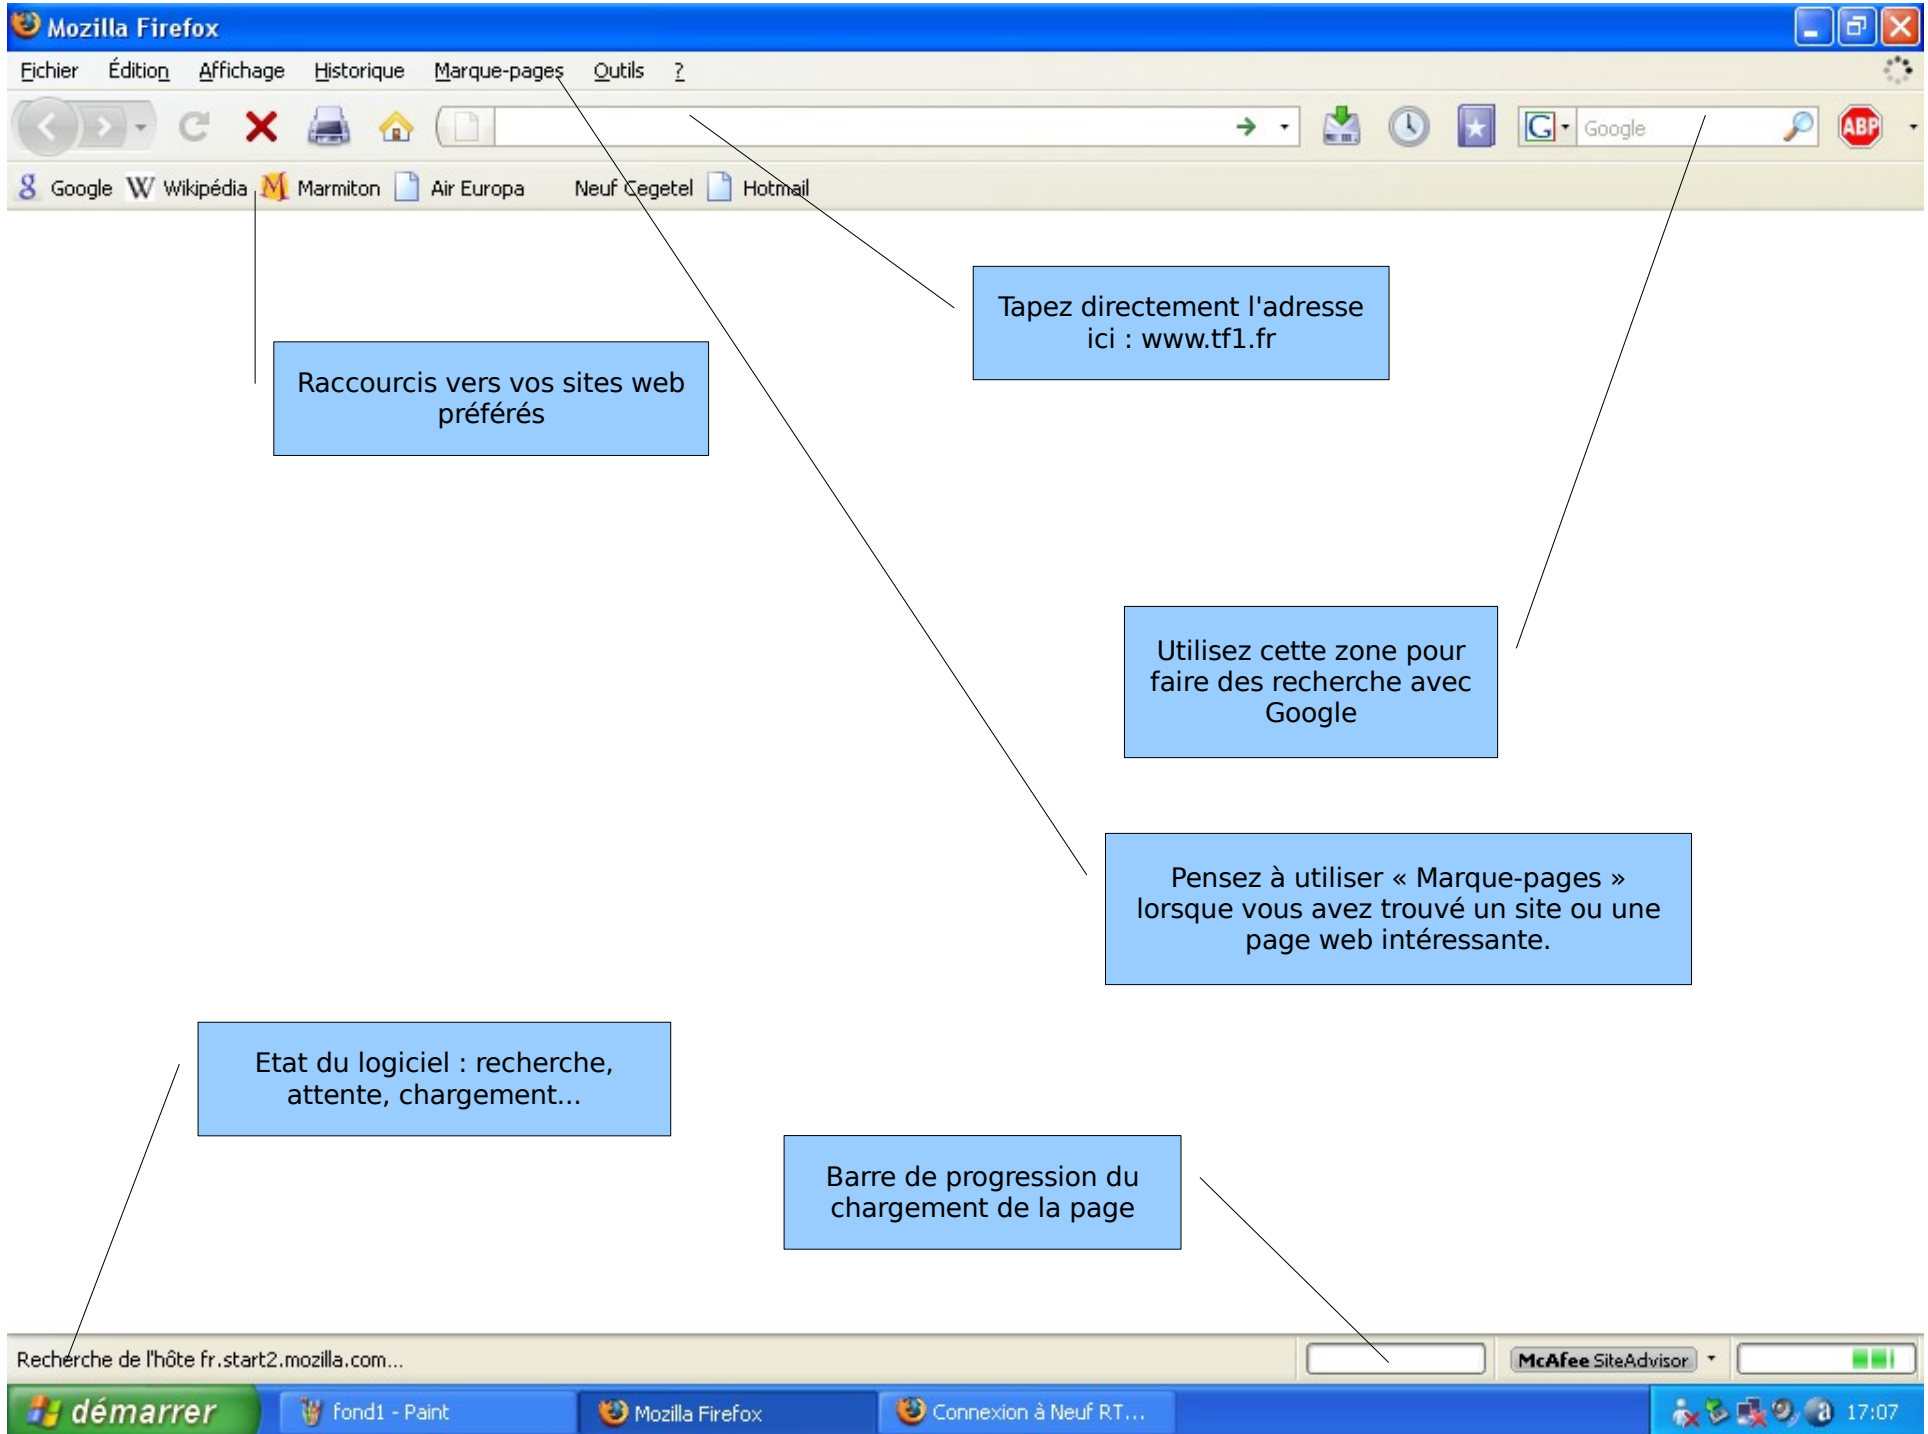 Mozilla Firefox
Fichier Édition Affichage Historique Marque-pages Outils ?
G Google ABP
Google Wikipédia Marmiton Air Europa Neuf Cegetel Hotmail
Tapez directement l'adresse
ici : www.tf1.fr
Raccourcis vers vos sites web
préférés
Utilisez cette zone pour
faire des recherche avec
Google
Pensez à utiliser « Marque-pages »
lorsque vous avez trouvé un site ou une
page web intéressante.
Etat du logiciel : recherche,
attente, chargement...
Barre de progression du
chargement de la page
Recherche de l'hôte fr.start2.mozilla.com...
McAfee SiteAdvisor
démarrer fond1 - Paint Mozilla Firefox Connexion à Neuf RT... 17:07